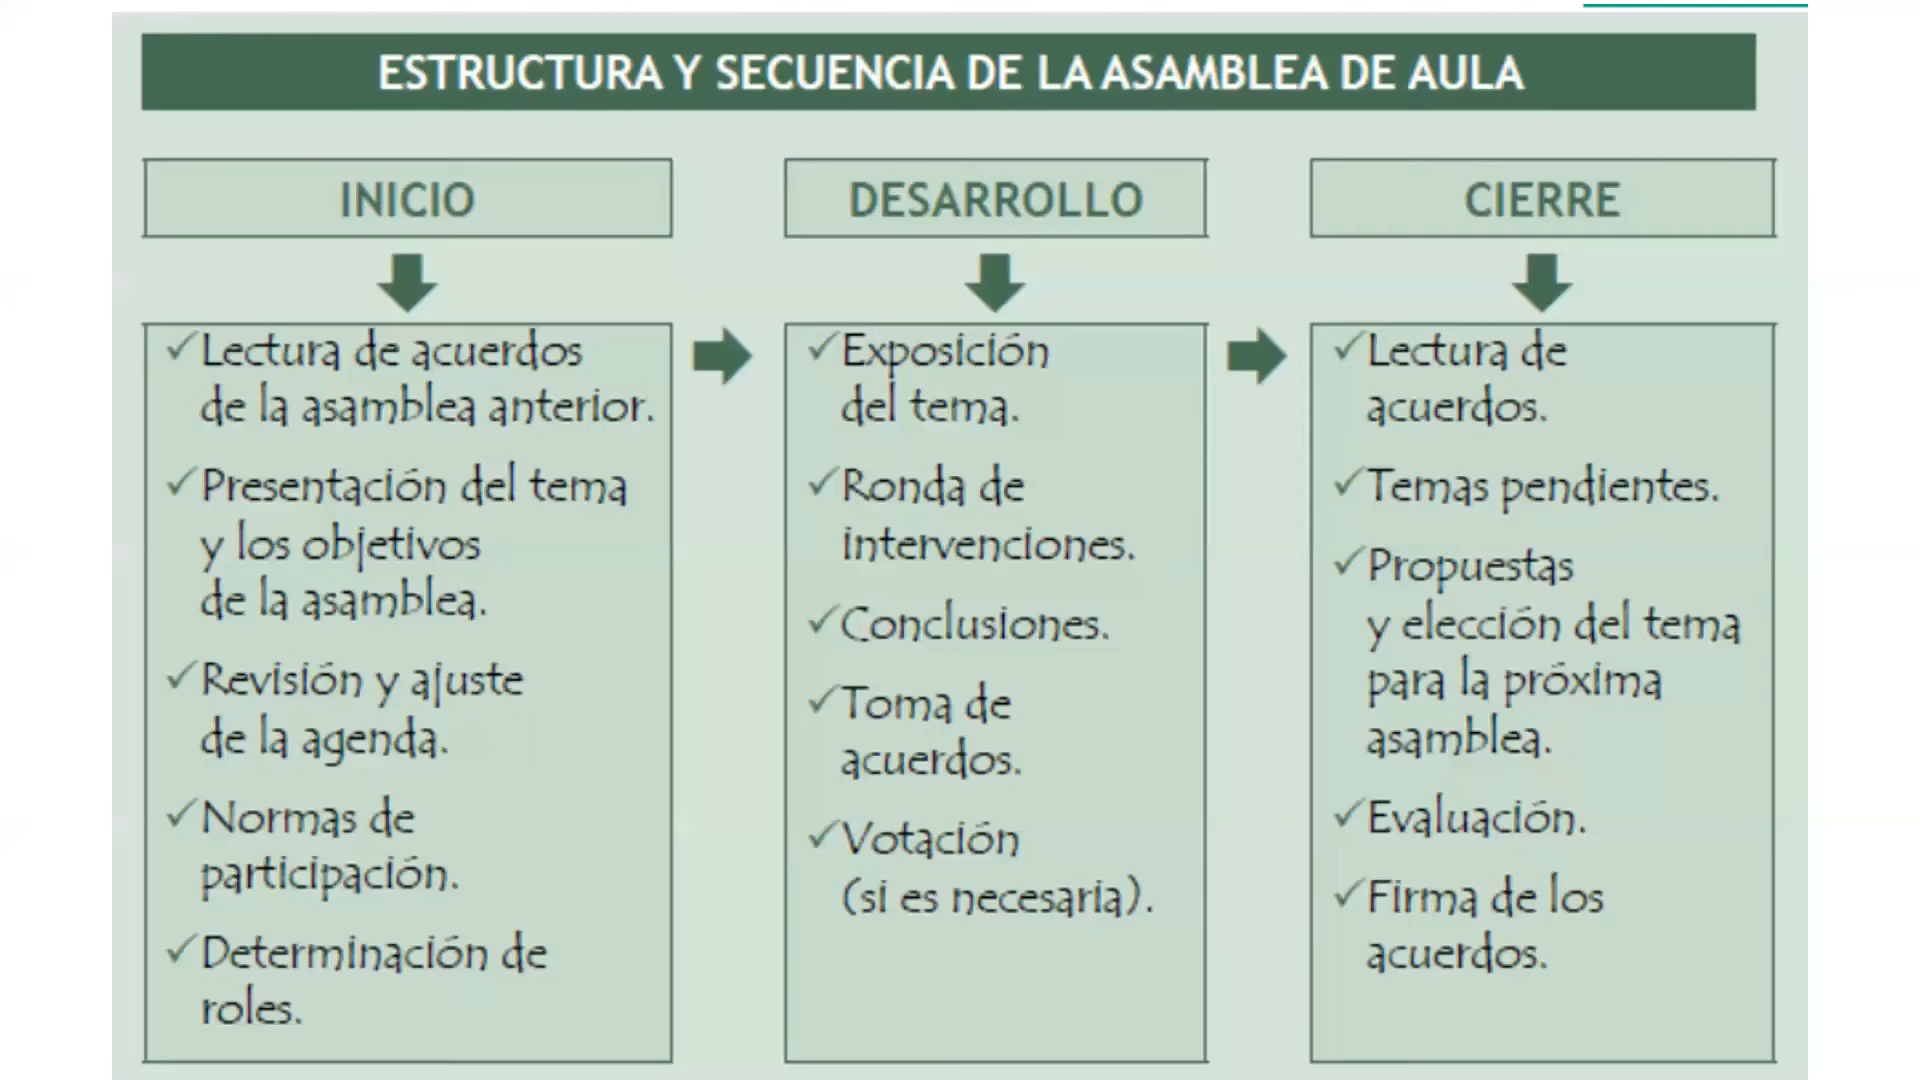 ESTRUCTURA Y SECUENCIA DE LA ASAMBLEA DE AULA
INICIO
✓Lectura de acuerdos
de la asamblea anterior.
✓Presentación del tema
y los objetivos
de la asamblea.
✓Revisión y ajuste
de la agenda.
✓Normas de
participación.
✓Determinación de
roles.
DESARROLLO
✓Exposición
del tema.
✓Ronda de
intervenciones.
✓Conclusiones.
✓Toma de
acuerdos.
✓Votación
(si es necesaria).
CIERRE
✓Lectura de
acuerdos.
✓Temas pendientes.
✓Propuestas
y elección del tema
para la próxima
asamblea.
✓Evaluación.
✓Firma de los
acuerdos.